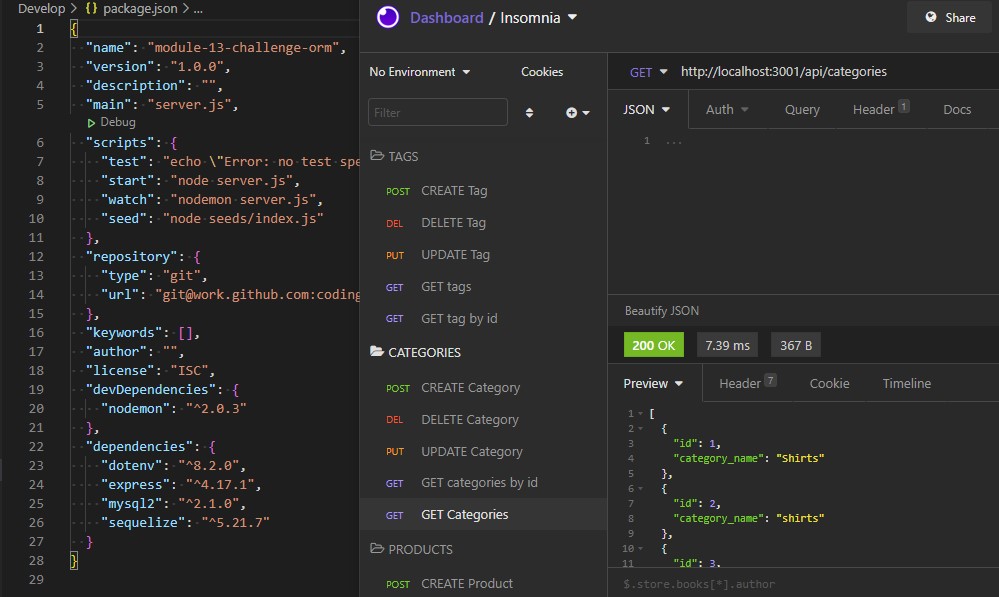 Develop > {} package.json > ...
1 {
2 "name": "module-13-challenge-orm",
3 "version": "1.0.0",
4 "description": "",
5 "main": "server.js",
Debug
6 "scripts": {
7 "test": "echo \"Error: no test spe
8 "start": "node server.js",
9 "watch": "nodemon server.js",
10 "seed": "node seeds/index.js"
11 },
12 "repository": {
13 "type": "git",
14 "url": "git@work.github.com:coding
15 },
16 "keywords": [],
17 "author": "",
18 "license": "ISC",
19 "devDependencies": {
20 "nodemon": "^2.0.3"
21 },
22 "dependencies": {
23 "dotenv": "^8.2.0",
24 "express": "^4.17.1",
25 "mysql2": "^2.1.0",
26 "sequelize": "^5.21.7"
27 }
28 }
29
Dashboard / Insomnia
Share
No Environment
Cookies
Filter
TAGS
POST CREATE Tag
DEL DELETE Tag
PUT UPDATE Tag
GET GET tags
GET GET tag by id
CATEGORIES
POST CREATE Category
DEL DELETE Category
PUT UPDATE Category
GET GET categories by id
GET GET Categories
PRODUCTS
POST CREATE Product
GET http://localhost:3001/api/categories
JSON Auth Query Header 1 Docs
1 ...
Beautify JSON
200 OK 7.39 ms 367 B
Preview Header 7 Cookie Timeline
1 [
2 {
3 "id": 1,
4 "category_name": "Shirts"
5 },
6 {
7 "id": 2,
8 "category_name": "shirts"
9 },
10 {
11 "id": 3,
$.store.books[*].author